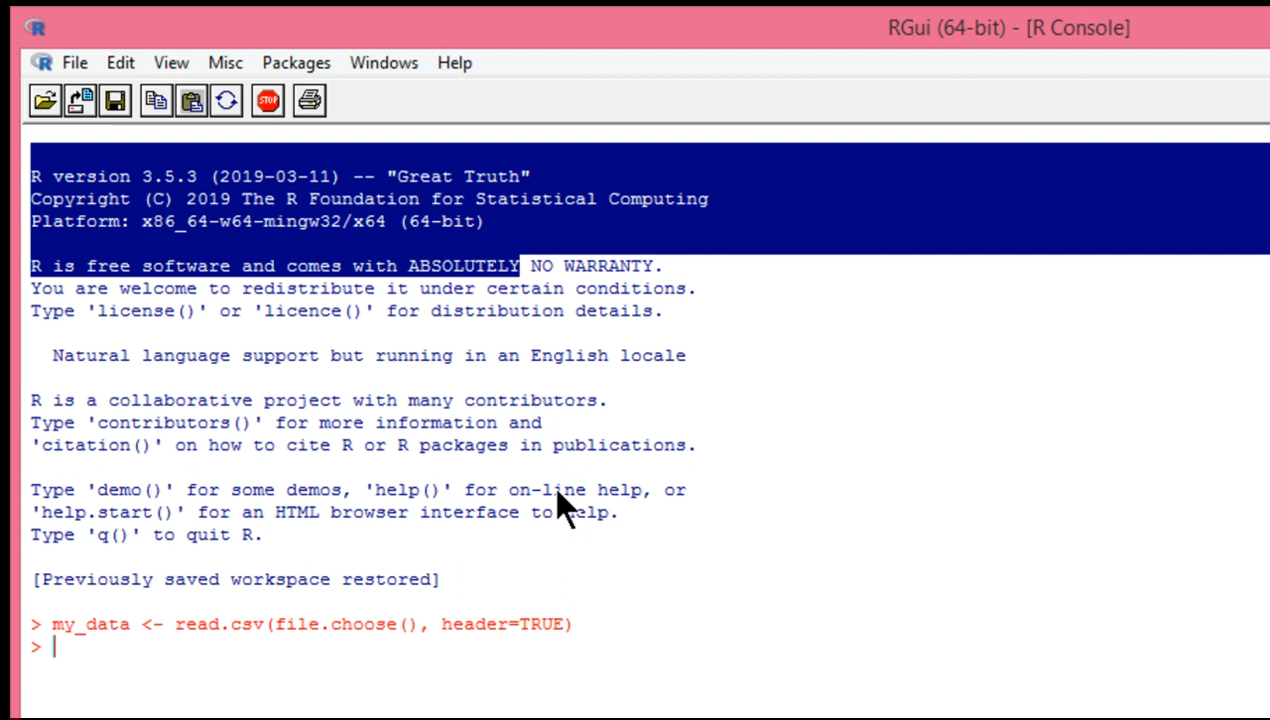 RGui (64-bit) - [R Console]
File Edit View Misc Packages Windows Help
STOP
R version 3.5.3 (2019-03-11) -- "Great Truth"
Copyright (C) 2019 The R Foundation for Statistical Computing
Platform: x86_64-w64-mingw32/x64 (64-bit)
R is free software and comes with ABSOLUTELY NO WARRANTY.
You are welcome to redistribute it under certain conditions.
Type 'license()' or 'licence()' for distribution details.
Natural language support but running in an English locale
R is a collaborative project with many contributors.
Type 'contributors()' for more information and
'citation()' on how to cite R or R packages in publications.
Type 'demo()' for some demos, 'help()' for on-line help, or
'help.start()' for an HTML browser interface to help.
Type 'q()' to quit R.
[Previously saved workspace restored]
> my_data <- read.csv(file.choose(), header=TRUE)
>